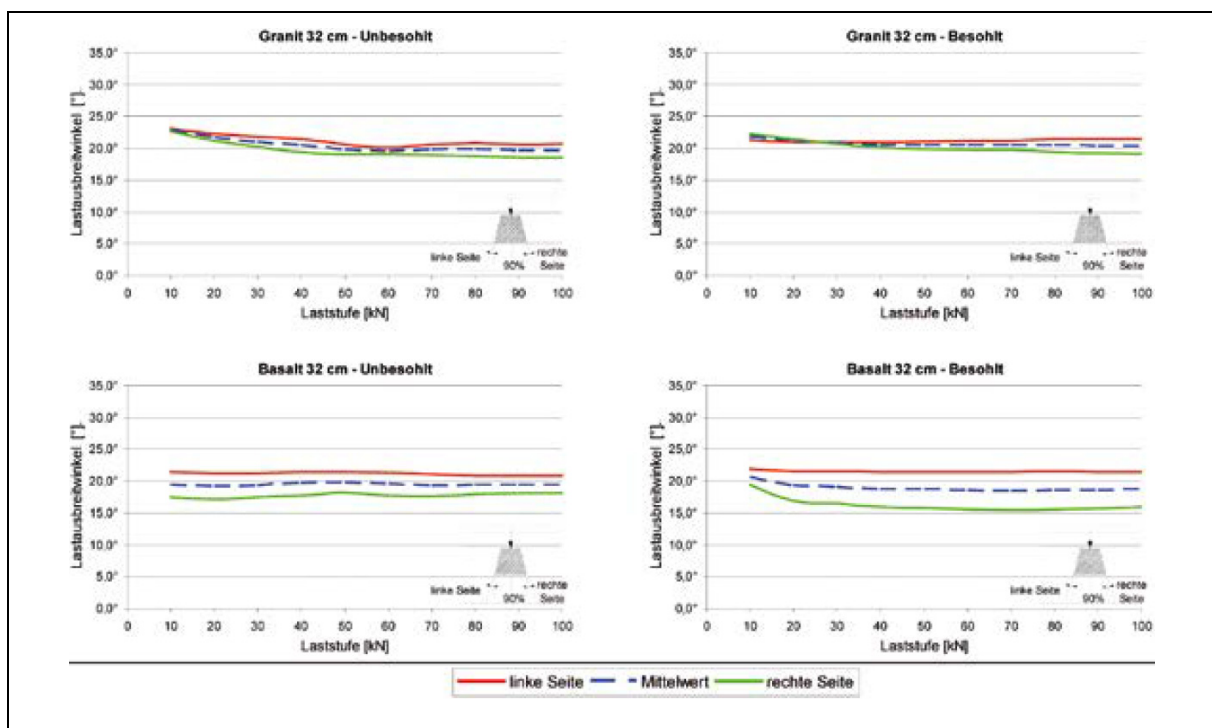 Granit 32 cm - Unbesohlt
Lastausbreitwinkel [°].
35,0°
30,0°
25,0°
20,0°
15,0°
10,0°
5,0°
0,0°
linke Seite
rechte Seite
90%
0 10 20 30 40 50 60 70 80 90 100
Laststufe [kN]
Granit 32 cm - Besohlt
Lastausbreitwinkel [°].
35,0°
30,0°
25,0°
20,0°
15,0°
10,0°
5,0°
0,0°
linke Seite
rechte Seite
90%
0 10 20 30 40 50 60 70 80 90 100
Laststufe [kN]
Basalt 32 cm - Unbesohlt
Lastausbreitwinkel [°].
35,0°
30,0°
25,0°
20,0°
15,0°
10,0°
5,0°
0,0°
linke Seite
rechte Seite
90%
0 10 20 30 40 50 60 70 80 90 100
Laststufe [kN]
Basalt 32 cm - Besohlt
Lastausbreitwinkel [°].
35,0°
30,0°
25,0°
20,0°
15,0°
10,0°
5,0°
0,0°
linke Seite
rechte Seite
90%
0 10 20 30 40 50 60 70 80 90 100
Laststufe [kN]
linke Seite Mittelwert rechte Seite